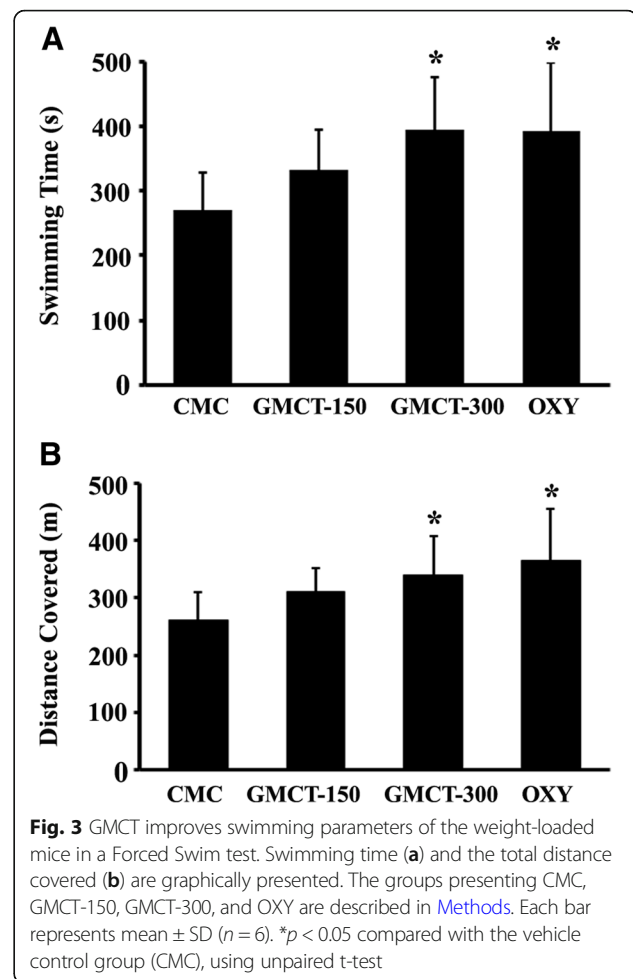 A
* *
500
400
300
200
100
0
Swimming Time (s)
CMC GMCT-150 GMCT-300 OXY
B
* *
500
400
300
200
100
0
Distance Covered (m)
CMC GMCT-150 GMCT-300 OXY
Fig. 3 GMCT improves swimming parameters of the weight-loaded
mice in a Forced Swim test. Swimming time (a) and the total distance
covered (b) are graphically presented. The groups presenting CMC,
GMCT-150, GMCT-300, and OXY are described in Methods. Each bar
represents mean ± SD (n = 6). *p < 0.05 compared with the vehicle
control group (CMC), using unpaired t-test